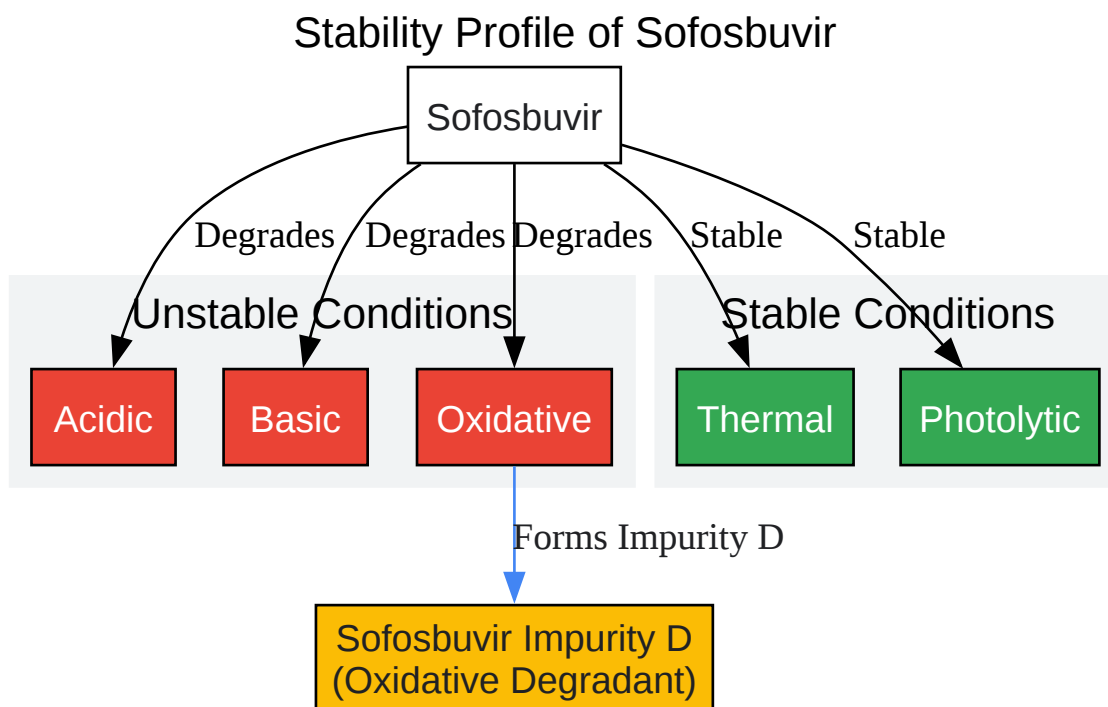 Stability Profile of Sofosbuvir
Sofosbuvir
Degrades
Degrades
Degrades
Stable
Stable
Unstable Conditions
Stable Conditions
Acidic
Basic
Oxidative
Thermal
Photolytic
Forms Impurity D
Sofosbuvir Impurity D
(Oxidative Degradant)